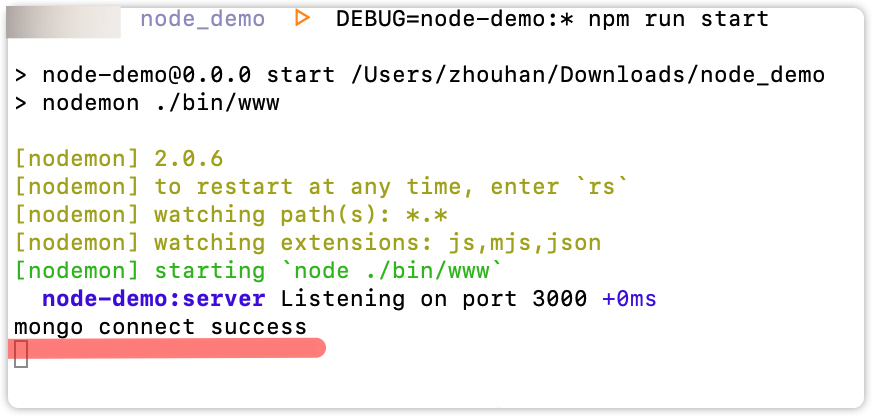 node_demo ▷ DEBUG=node-demo:* npm run start
> node-demo@0.0.0 start /Users/zhouhan/Downloads/node_demo
> nodemon ./bin/www
[nodemon] 2.0.6
[nodemon] to restart at any time, enter `rs`
[nodemon] watching path(s): *.*
[nodemon] watching extensions: js,mjs,json
[nodemon] starting `node ./bin/www`
node-demo:server Listening on port 3000 +0ms
mongo connect success